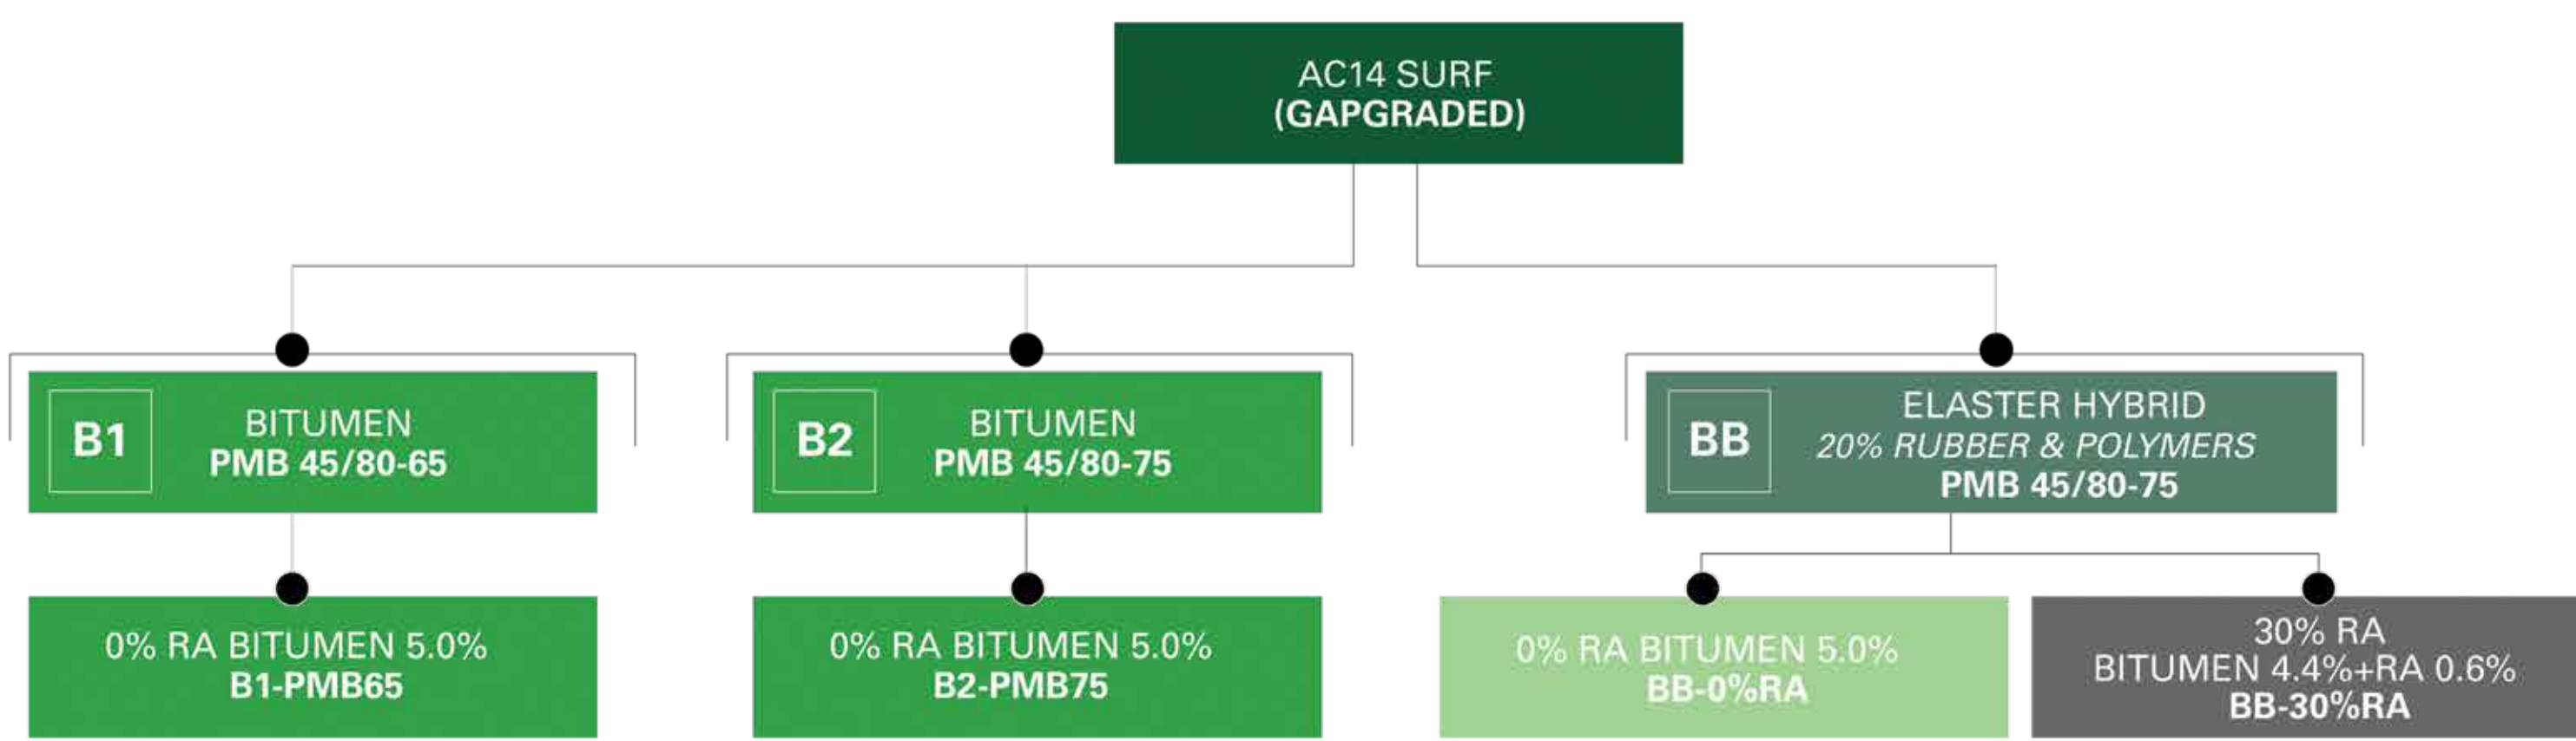 AC14 SURF
(GAPGRADED)
B1
BITUMEN
PMB 45/80-65
B2
BITUMEN
PMB 45/80-75
BB
ELASTER HYBRID
20% RUBBER & POLYMERS
PMB 45/80-75
0% RA BITUMEN 5.0%
B1-PMB65
0% RA BITUMEN 5.0%
B2-PMB75
0% RA BITUMEN 5.0%
BB-0%RA
30% RA
BITUMEN 4.4%+RA 0.6%
BB-30%RA